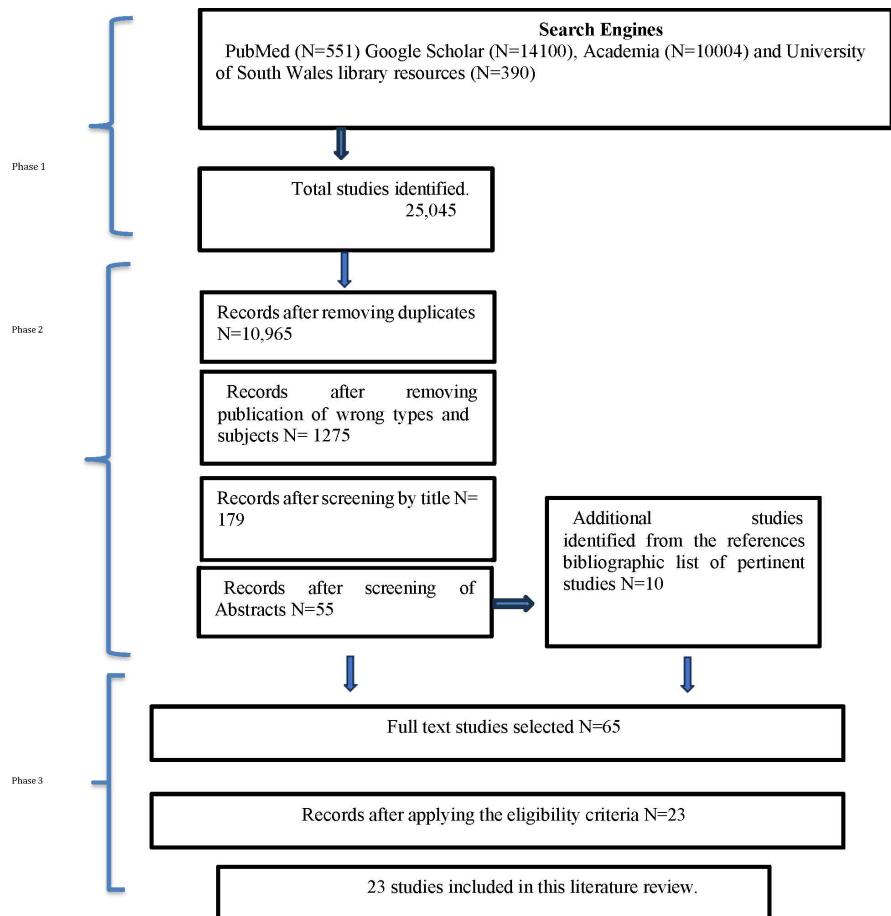 Search Engines
PubMed (N=551) Google Scholar (N=14100), Academia (N=10004) and University
of South Wales library resources (N=390)
Phase 1
Total studies identified.
25,045
Phase 2
Records after removing duplicates
N=10,965
Records after removing
publication of wrong types and
subjects N= 1275
Records after screening by title N=
179
Records after screening of
Abstracts N=55
Additional studies
identified from the references
bibliographic list of pertinent
studies N=10
Full text studies selected N=65
Phase 3
Records after applying the eligibility criteria N=23
23 studies included in this literature review.